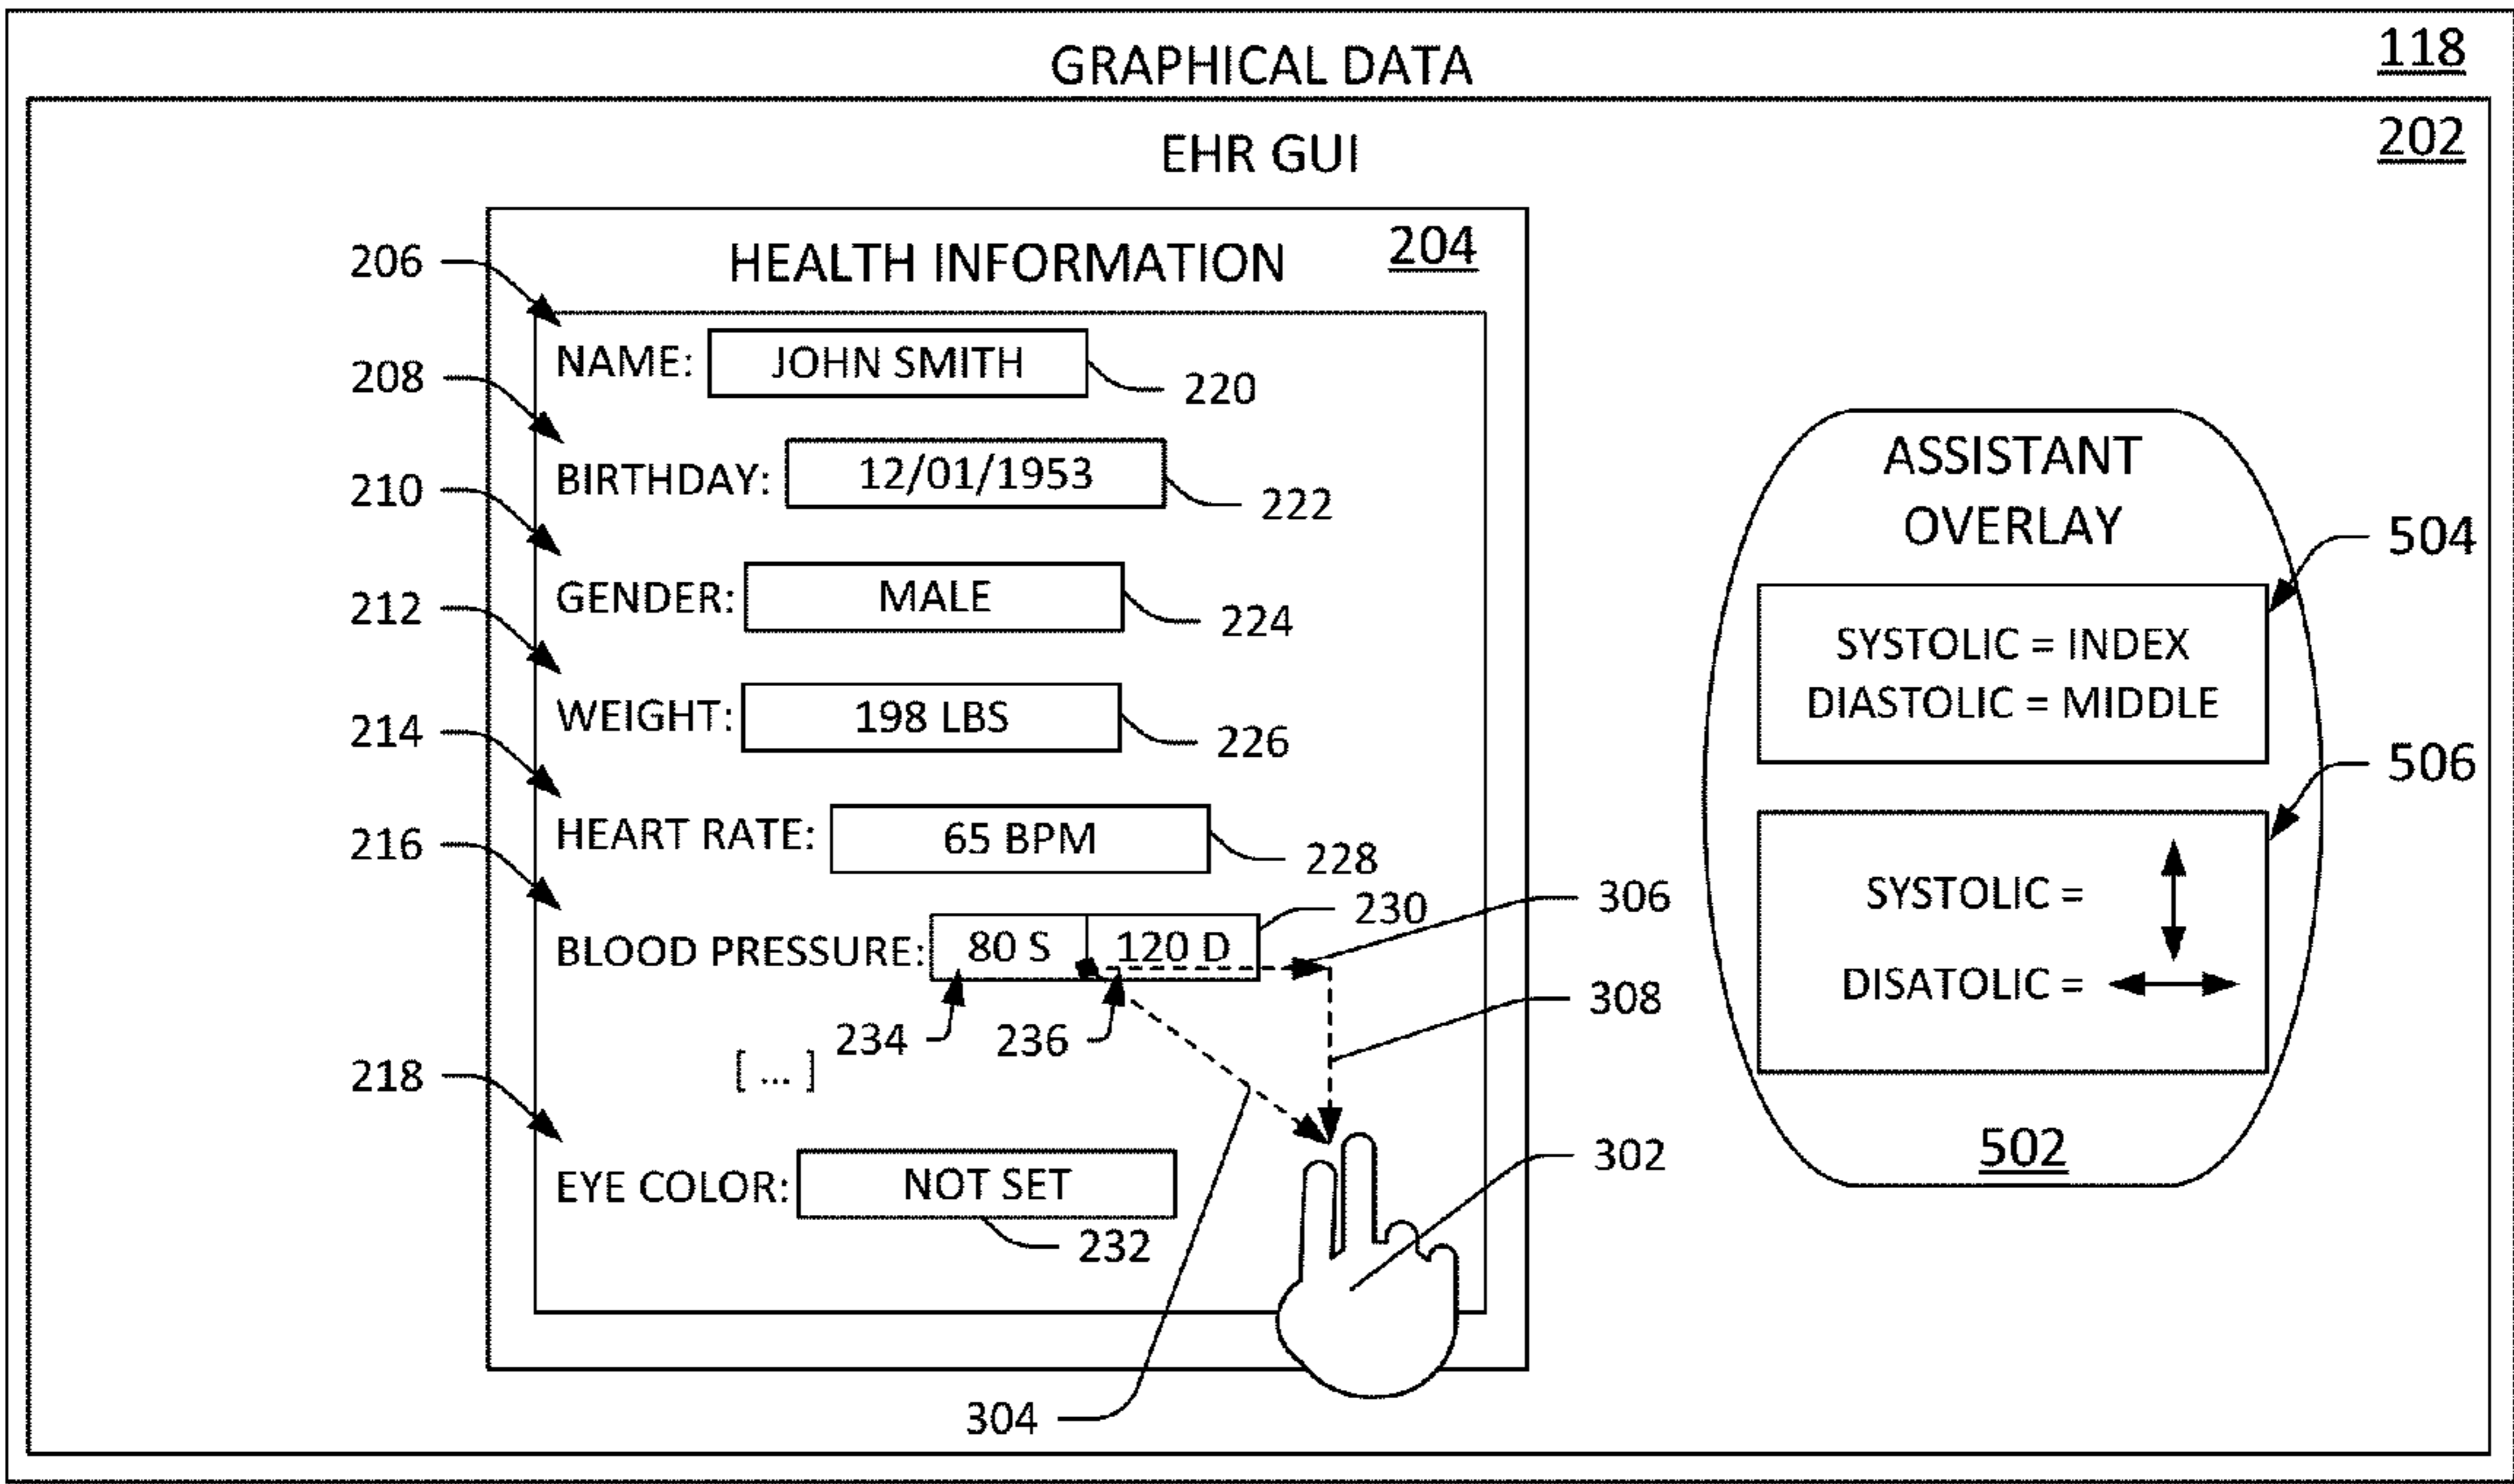 GRAPHICAL DATA
118
EHR GUI
202
HEALTH INFORMATION
204
206
NAME: JOHN SMITH
220
208
BIRTHDAY: 12/01/1953
222
210
GENDER: MALE
224
212
WEIGHT: 198 LBS
226
214
HEART RATE: 65 BPM
228
216
BLOOD PRESSURE: 80 S 120 D
230
306
234
236
308
[ ... ]
218
EYE COLOR: NOT SET
232
302
304
ASSISTANT
OVERLAY
504
SYSTOLIC = INDEX
DIASTOLIC = MIDDLE
506
SYSTOLIC =
DISATOLIC =
502